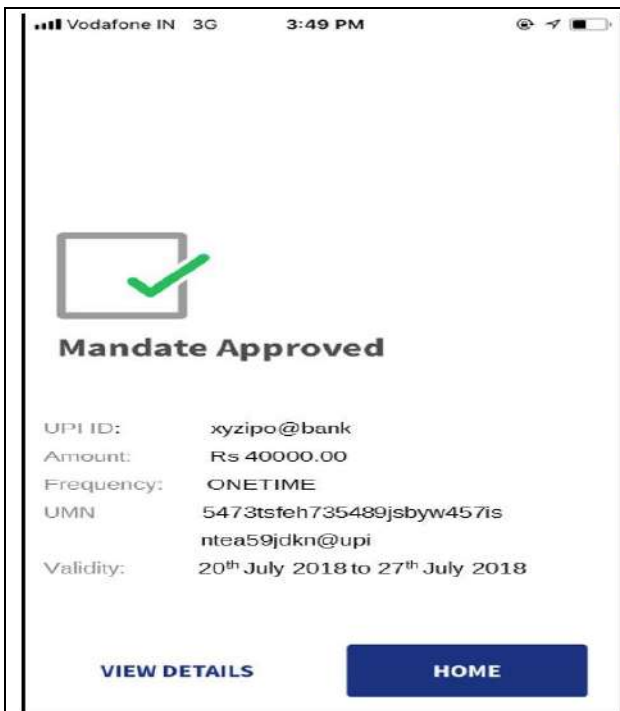 Vodafone IN 3G 3:49 PM
Mandate Approved
UPI ID: xyzipo@bank
Amount: Rs 40000.00
Frequency: ONETIME
UMN 5473tsfeh735489jsbyw457is
ntea59jdkn@upi
Validity: 20th July 2018 to 27th July 2018
VIEW DETAILS HOME